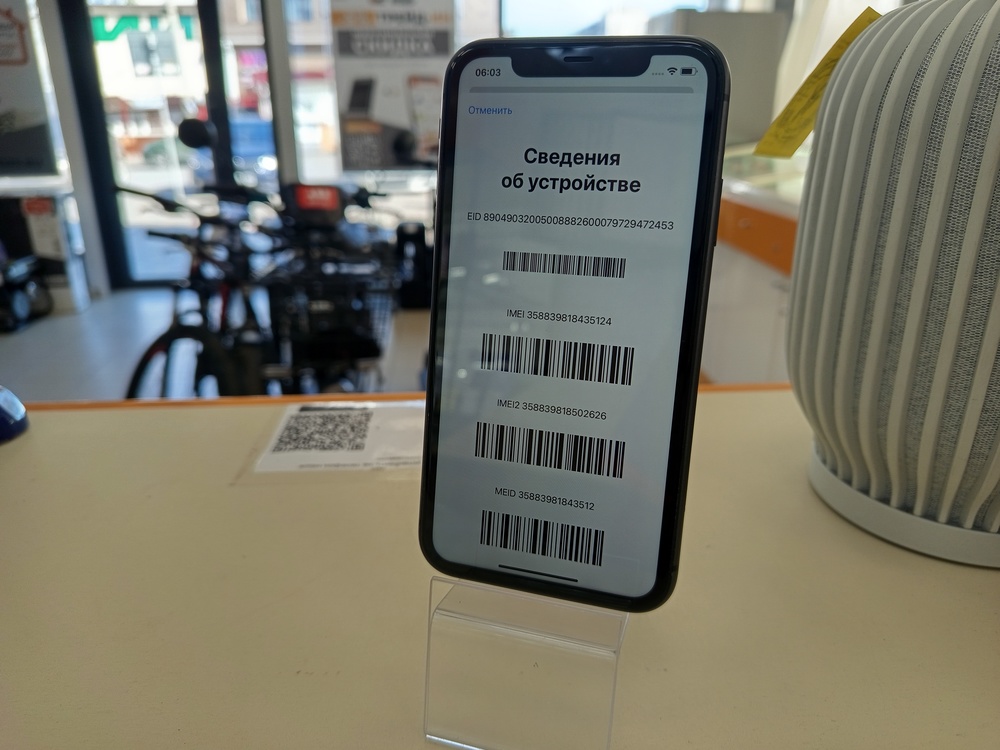 06:03
Отменить
Сведения
об устройстве
EID 89049032005008882600079729472453
IMEI 358839818435124
IMEI2 358839818502626
MEID 35883981843512